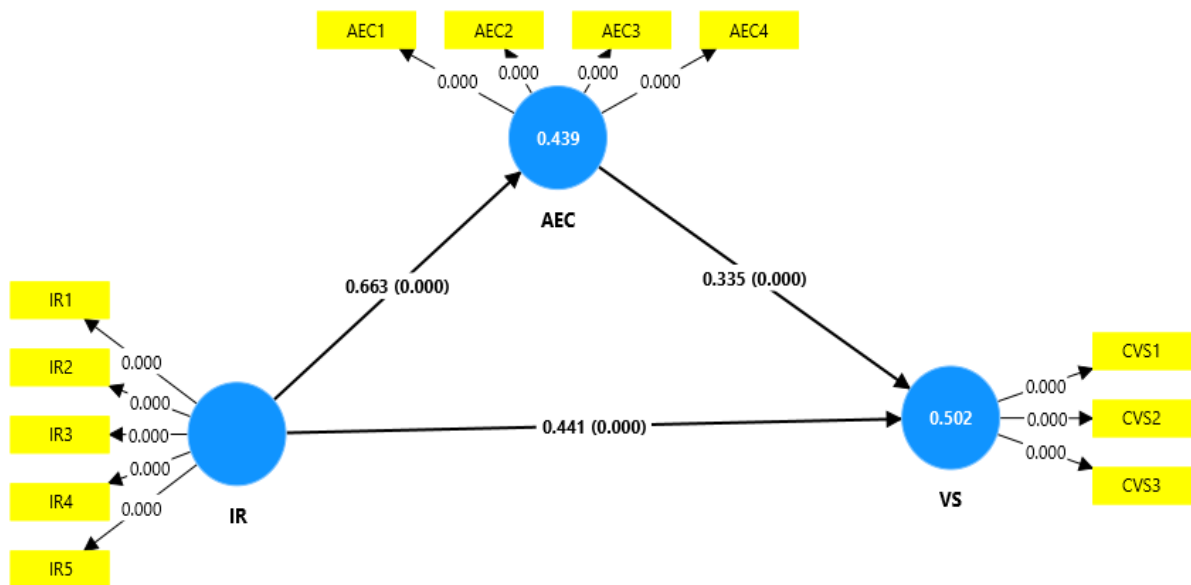 AEC1
AEC2
AEC3
AEC4
0.000
0.000
0.000
0.000
0.439
AEC
0.663 (0.000)
0.335 (0.000)
IR1
IR2
IR3
IR4
IR5
0.000
0.000
0.000
0.000
0.000
IR
0.441 (0.000)
0.502
VS
0.000
0.000
0.000
CVS1
CVS2
CVS3